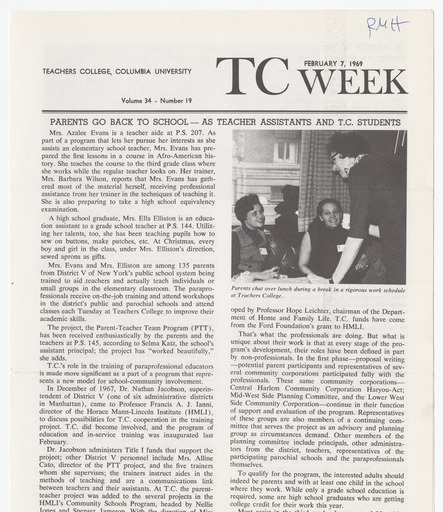 RMH
TEACHERS COLLEGE, COLUMBIA UNIVERSITY
TC WEEK
FEBRUARY 7, 1969
Volume 34 - Number 19
PARENTS GO BACK TO SCHOOL — AS TEACHER ASSISTANTS AND T.C. STUDENTS
Mrs. Azalee Evans is a teacher aide at P.S. 207. As
part of a program that lets her pursue her interests as she
assists an elementary school teacher, Mrs. Evans has pre-
pared the first lessons in a course in Afro-American his-
tory. She teaches the course to the third grade class where
she works while the regular teacher looks on. Her trainer,
Mrs. Barbara Wilson, reports that Mrs. Evans has gath-
ered most of the material herself, receiving professional
assistance from her trainer in the techniques of teaching it.
She is also preparing to take a high school equivalency
examination.
A high school graduate, Mrs. Ella Elliston is an educa-
tion assistant to a grade school teacher at P.S. 144. Utiliz-
ing her talents, too, she has been teaching pupils how to
sew on buttons, make patches, etc. At Christmas, every
boy and girl in the class, under Mrs. Elliston's direction,
sewed aprons as gifts.
Mrs. Evans and Mrs. Elliston are among 135 parents
from District V of New York's public school system being
trained to aid teachers and actually teach individuals or
small groups in the elementary classroom. The parapro-
fessionals receive on-the-job training and attend workshops
in the district's public and parochial schools and attend
classes each Tuesday at Teachers College to improve their
academic skills.
The project, the Parent-Teacher Team Program (PTT),
has been received enthusiastically by the parents and the
teachers at P.S. 145, according to Selma Katz, the school's
assistant principal; the project has "worked beautifully,"
she adds.
T.C.'s role in the training of paraprofessional educators
is made more significant as a part of a program that repre-
sents a new model for school-community involvement.
In December of 1967, Dr. Nathan Jacobson, superin-
tendent of District V (one of six administrative districts
in Manhattan), came to Professor Francis A. J. Ianni,
director of the Horace Mann-Lincoln Institute (HMLI),
to discuss possibilities for T.C. cooperation in the training
project. T.C. did become involved, and the program of
education and in-service training was inaugurated last
February.
Dr. Jacobson administers Title I funds that support the
project; other District V personnel include Mrs. Alline
Cato, director of the PTT project, and the five trainers
whom she supervises; the trainers instruct aides in the
methods of teaching and are a communications link
between teachers and their assistants. At T.C. the parent-
teacher project was added to the several projects in the
HMLI's Community Schools Program, headed by Nellie
Jones and Spencer Jameson. With the direction of Mrs.
Parents chat over lunch during a break in a rigorous work schedule
at Teachers College.
oped by Professor Hope Leichter, chairman of the Depart-
ment of Home and Family Life. T.C. funds have come
from the Ford Foundation's grant to HMLI.
That's what the professionals are doing. But what is
unique about their work is that at every stage of the pro-
gram's development, their roles have been defined in part
by non-professionals. In the first phase—proposal writing
—potential parent participants and representatives of sev-
eral community corporations participated fully with the
professionals. These same community corporations—
Central Harlem Community Corporation Haryou-Act;
Mid-West Side Planning Committee, and the Lower West
Side Community Corporation—continue in their function
of support and evaluation of the program. Representatives
of these groups are also members of a continuing com-
mittee that serves the project as an advisory and planning
group as circumstances demand. Other members of the
planning committee include principals, other administra-
tors from the district, teachers, representatives of the
participating parochial schools and the paraprofessionals
themselves.
To qualify for the program, the interested adults should
indeed be parents and with at least one child in the school
where they work. While only a grade school education is
required, some are high school graduates who are getting
college credit for their work this year.